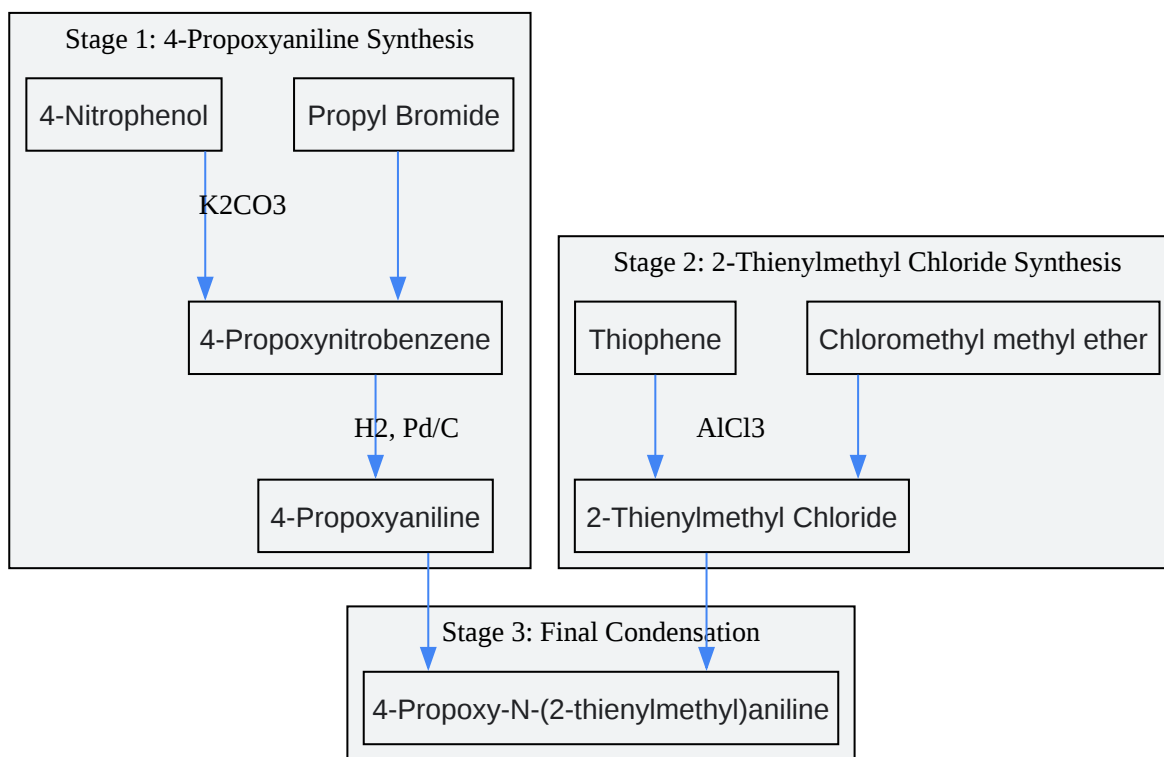 Stage 1: 4-Propoxyaniline Synthesis
4-Nitrophenol
Propyl Bromide
K2CO3
4-Propoxynitrobenzene
H2, Pd/C
4-Propoxyaniline
Stage 2: 2-Thienylmethyl Chloride Synthesis
Thiophene
Chloromethyl methyl ether
AlCl3
2-Thienylmethyl Chloride
Stage 3: Final Condensation
4-Propoxy-N-(2-thienylmethyl)aniline